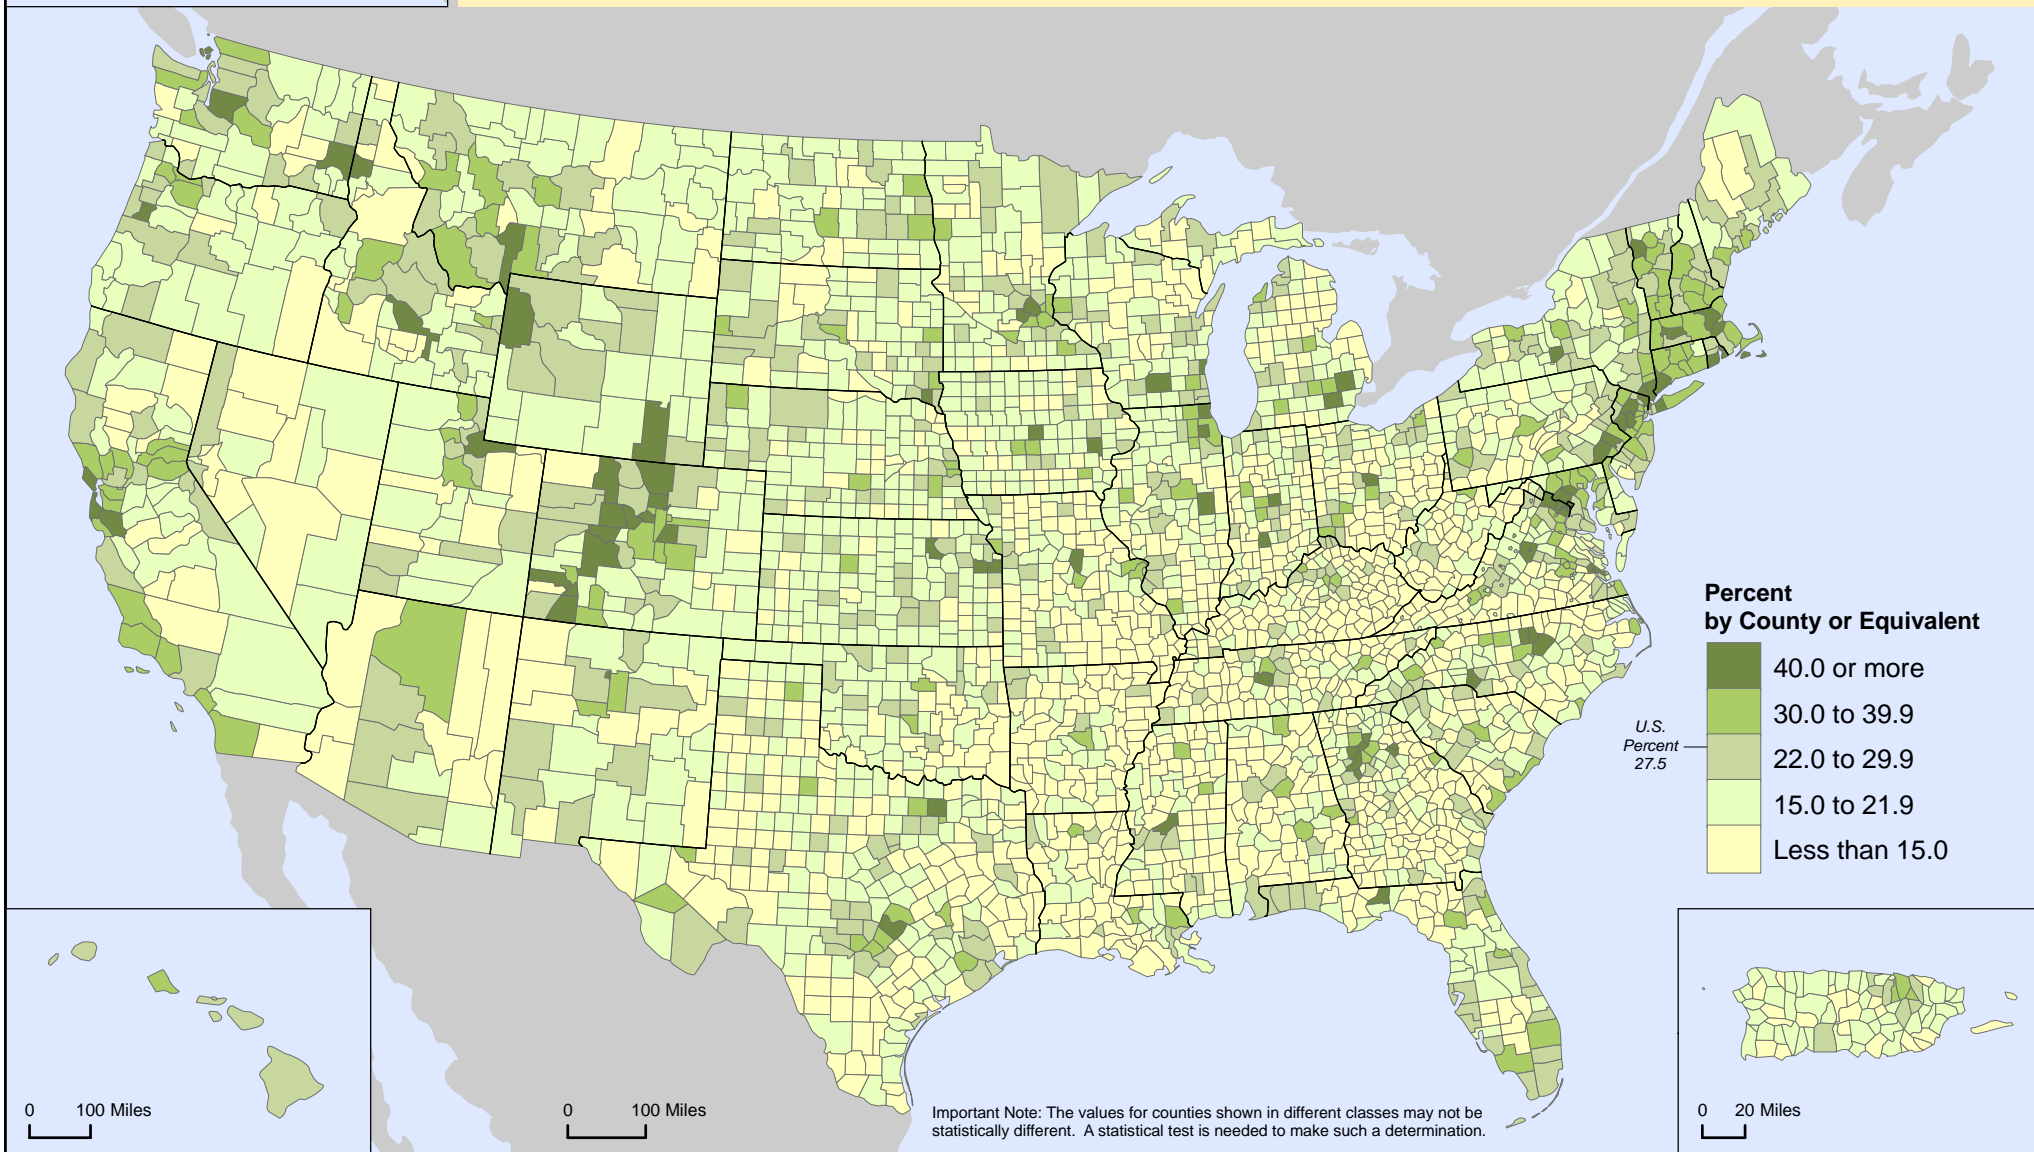 Percent
by County or Equivalent
40.0 or more
30.0 to 39.9
22.0 to 29.9
15.0 to 21.9
Less than 15.0
U.S.
Percent
27.5
0 100 Miles
0 100 Miles
Important Note: The values for counties shown in different classes may not be
statistically different. A statistical test is needed to make such a determination.
0 20 Miles